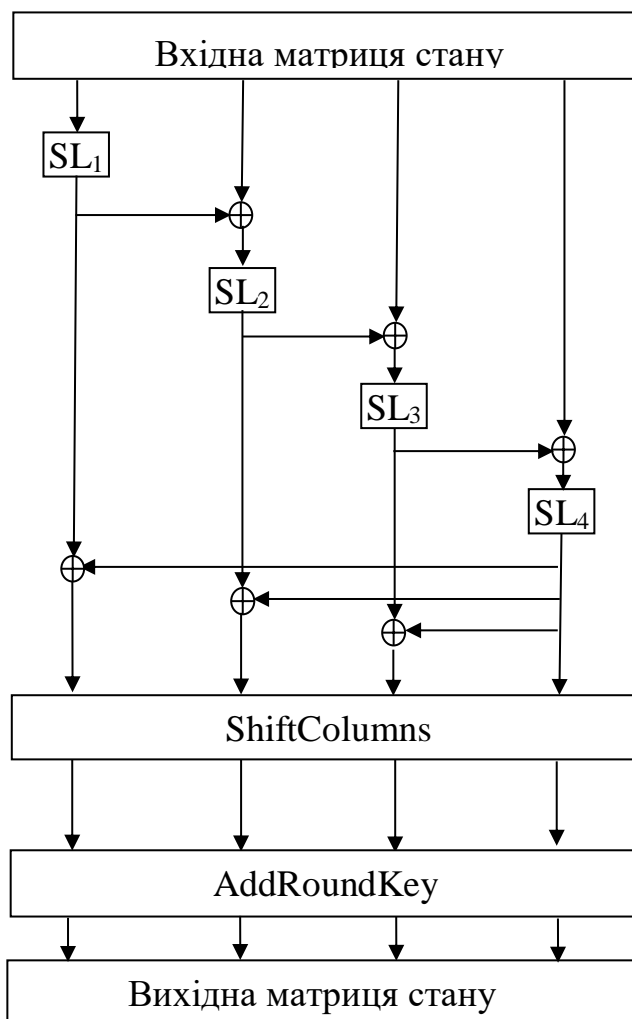 Вхідна матриця стану
SL₁
SL₂
SL₃
SL₄
ShiftColumns
AddRoundKey
Вихідна матриця стану